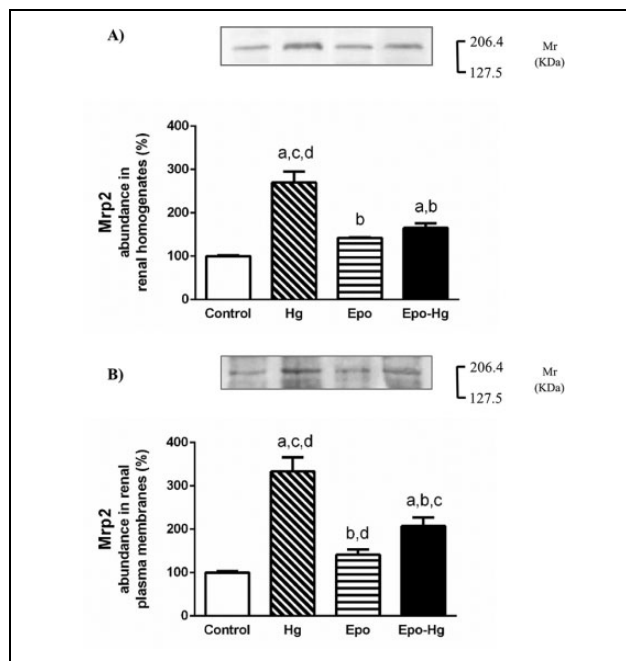 A)
206.4
127.5
Mr
(KDa)
Mrp2
abundance in
renal homogenates (%)
400
300
200
100
0
a,c,d
b
a,b
Control Hg Epo Epo-Hg
B)
206.4
127.5
Mr
(KDa)
Mrp2
abundance in renal
plasma membranes (%)
400
300
200
100
0
a,c,d
b,d
a,b,c
Control Hg Epo Epo-Hg